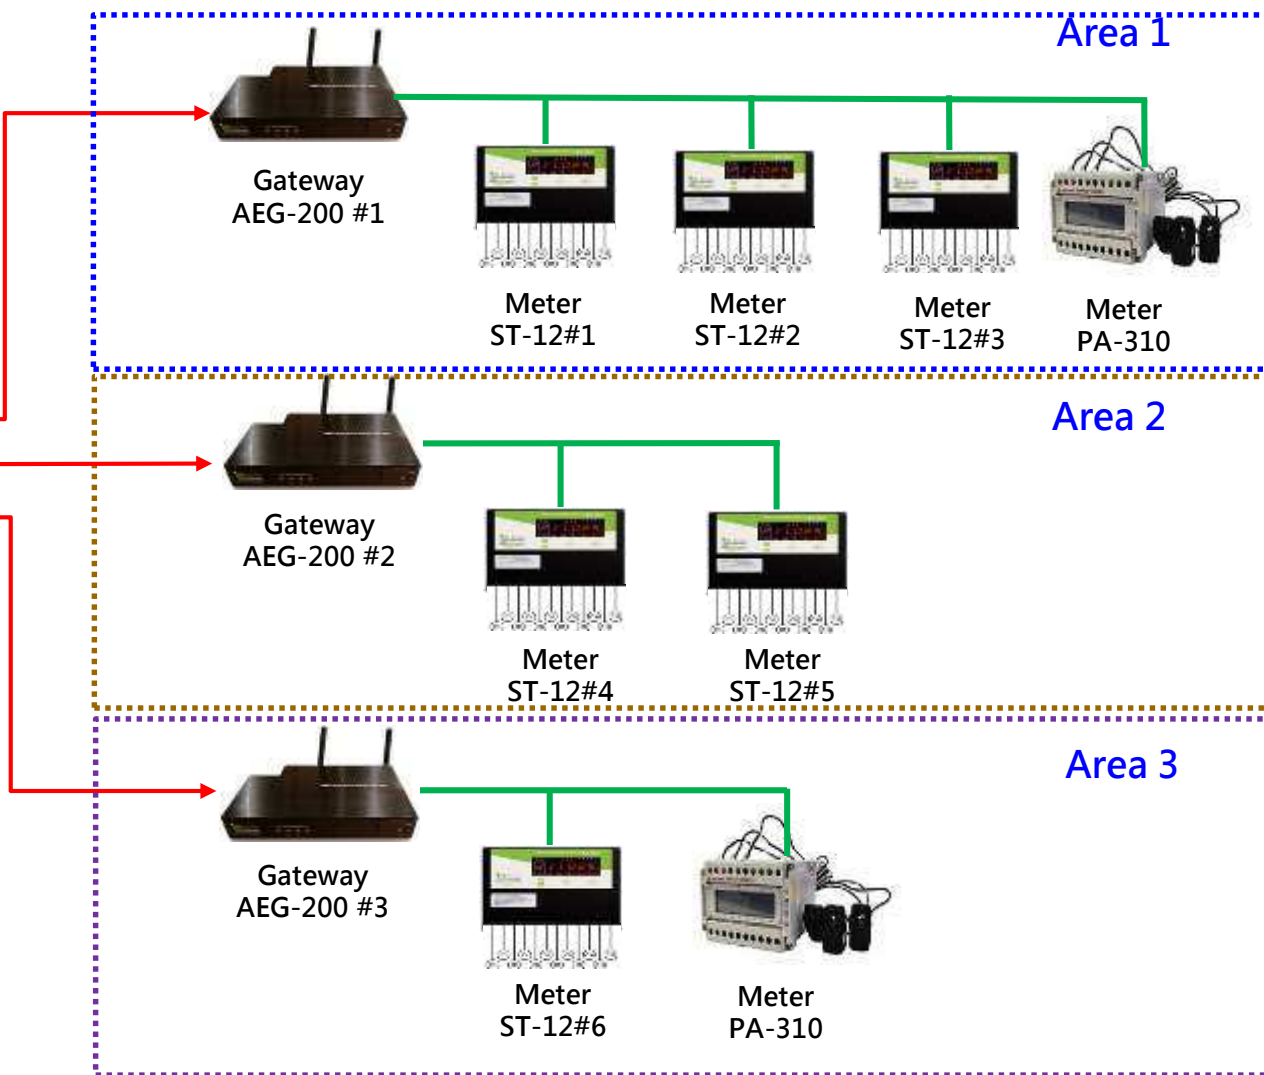 Area 1
Gateway
AEG-200 #1
Meter
ST-12#1
Meter
ST-12#2
Meter
ST-12#3
Meter
PA-310
Area 2
Gateway
AEG-200 #2
Meter
ST-12#4
Meter
ST-12#5
Area 3
Gateway
AEG-200 #3
Meter
ST-12#6
Meter
PA-310